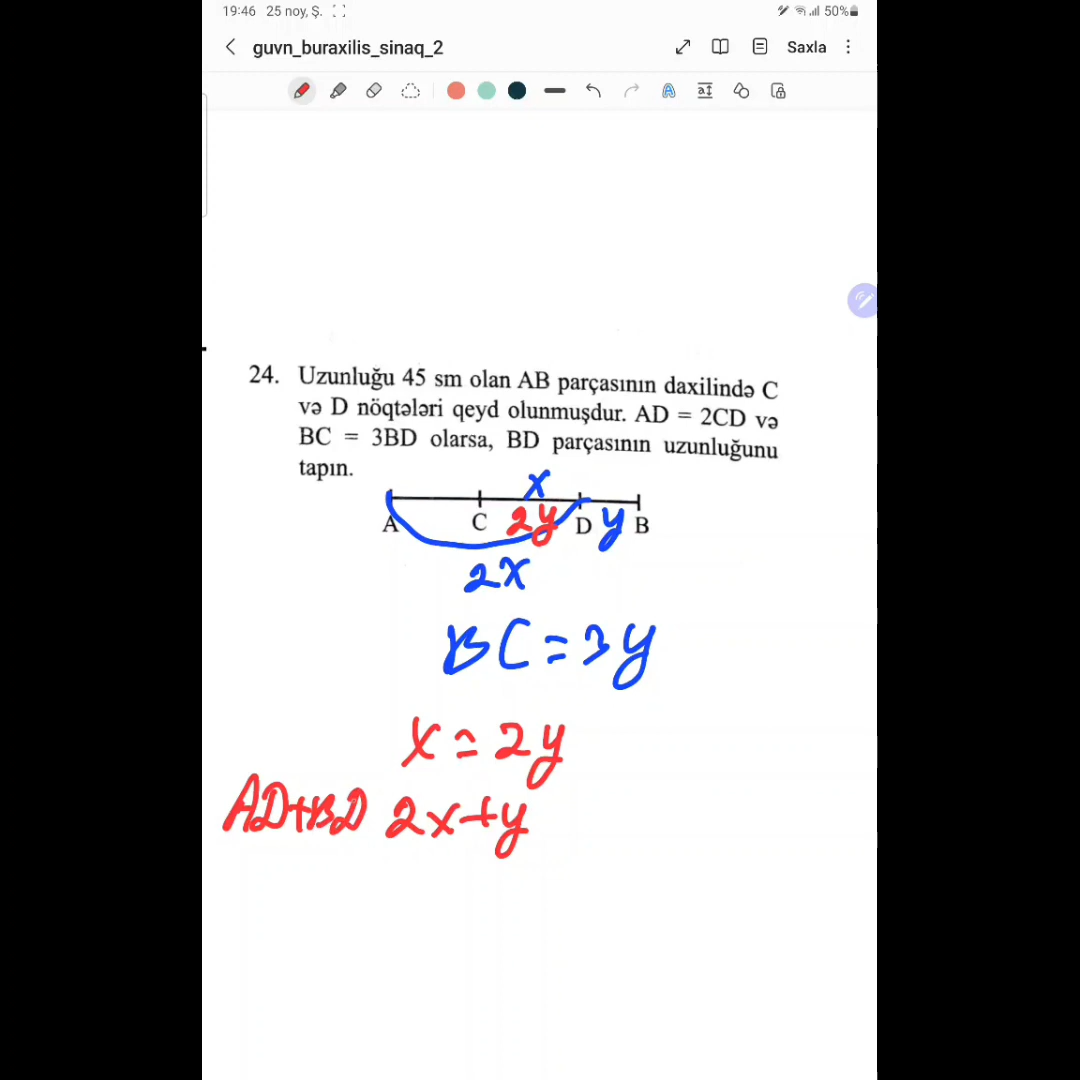 19:46 25 noy, Ş. 50%
guvn_buraxilis_sinaq_2 Saxla
24. Uzunluğu 45 sm olan AB parçasının daxilində C
və D nöqtələri qeyd olunmuşdur. AD = 2CD və
BC = 3BD olarsa, BD parçasının uzunluğunu
tapın.
x
A C 2y D y B
2x
BC=3y
x=2y
AD+BD 2x+y